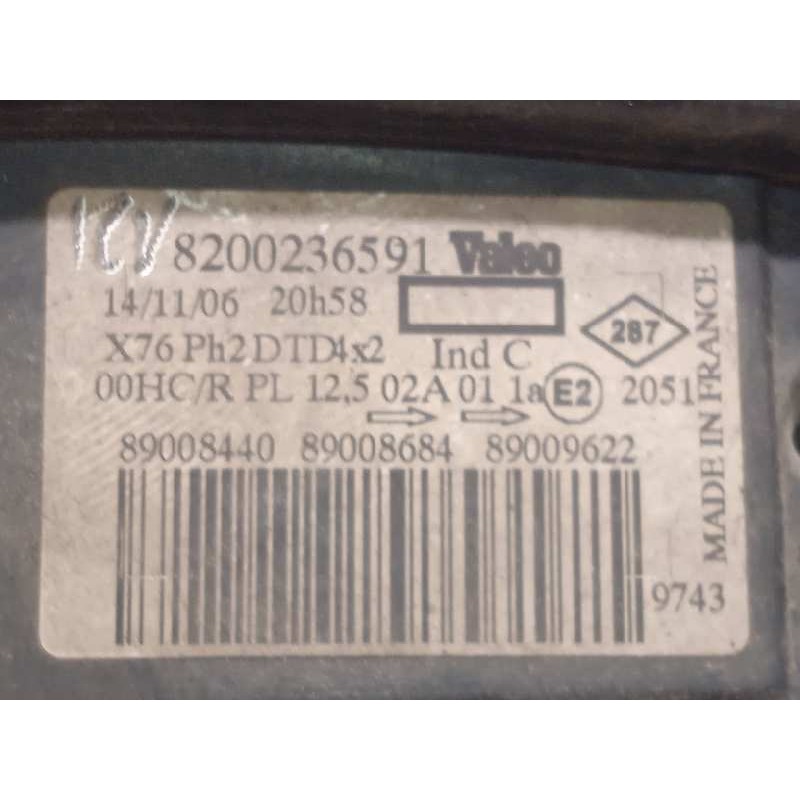 8200236591 Valeo
14/11/06 20h58
287
X76 Ph2 DTD4x2 Ind C
00HC/R PL 12,5 02A 01 1a E2 2051
89008440 89008684 89009622
9743
MADE IN FRANCE